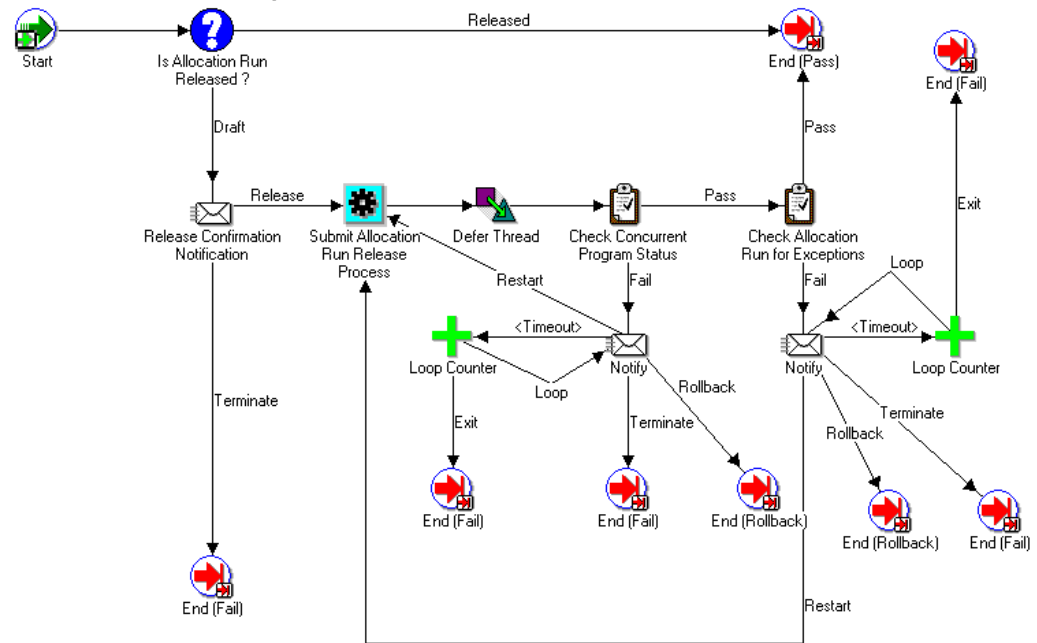 Released
Start
Is Allocation Run
Released ?
End (Pass)
End (Fail)
Draft
Pass
Release
Pass
Exit
Release Confirmation
Notification
Submit Allocation
Run Release
Process
Defer Thread
Check Concurrent
Program Status
Check Allocation
Run for Exceptions
Restart
Fail
Fail
Loop
<Timeout>
<Timeout>
Loop Counter
Notify
Notify
Loop Counter
Loop
Rollback
Terminate
Exit
Terminate
Terminate
Rollback
End (Fail)
End (Fail)
End (Rollback)
End (Rollback)
End (Fail)
End (Fail)
Restart